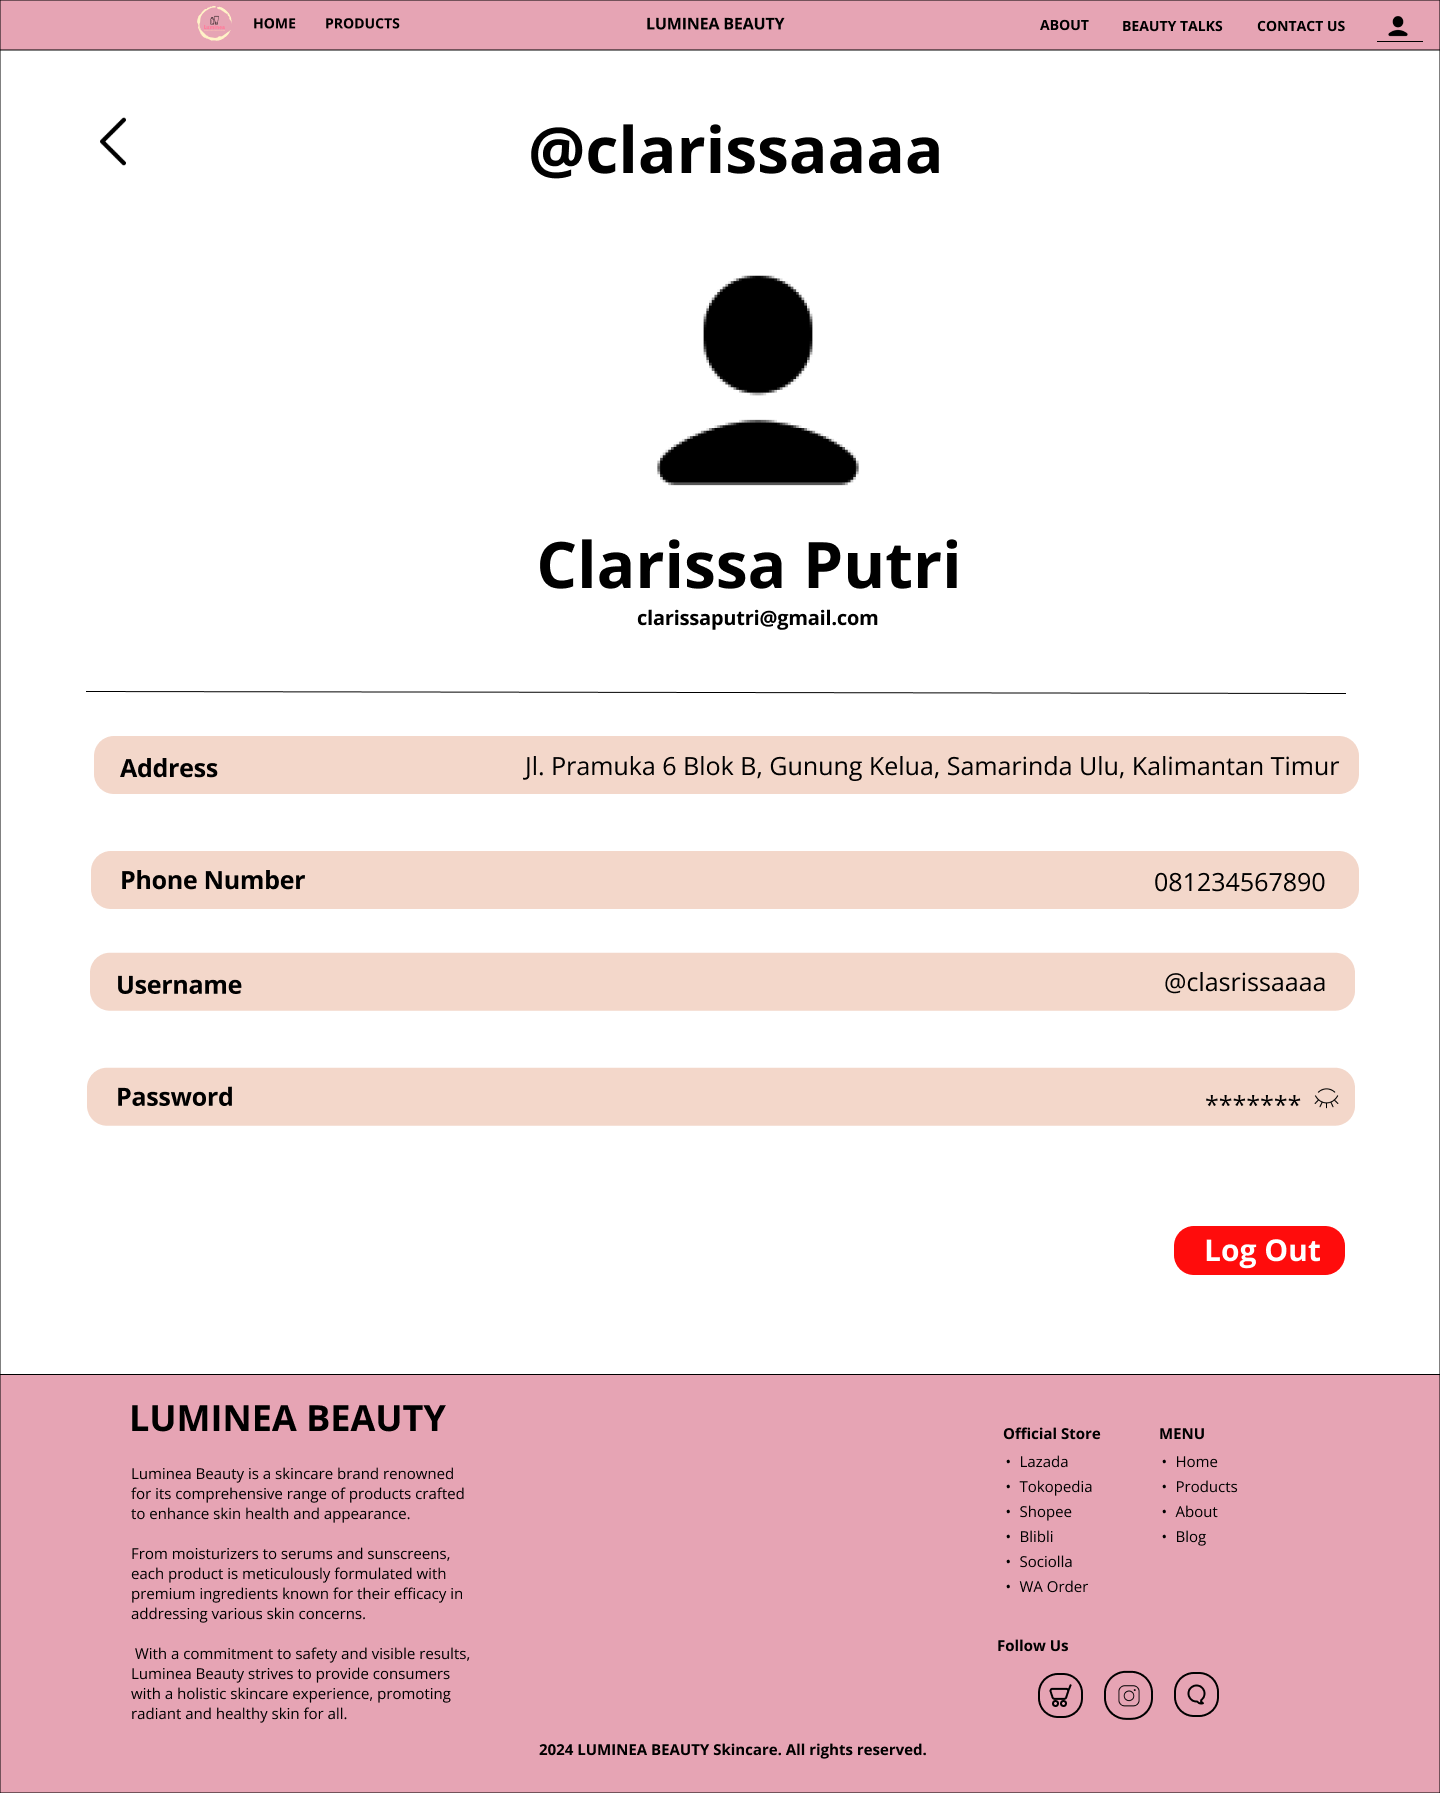 HOME
PRODUCTS
LUMINEA BEAUTY
ABOUT
BEAUTY TALKS
CONTACT US
@clarissaaaa
Clarissa Putri
clarissaputri@gmail.com
Address
Jl. Pramuka 6 Blok B, Gunung Kelua, Samarinda Ulu, Kalimantan Timur
Phone Number
081234567890
Username
@clasrissaaaa
Password
*******
Log Out
LUMINEA BEAUTY
Luminea Beauty is a skincare brand renowned
for its comprehensive range of products crafted
to enhance skin health and appearance.
From moisturizers to serums and sunscreens,
each product is meticulously formulated with
premium ingredients known for their efficacy in
addressing various skin concerns.
With a commitment to safety and visible results,
Luminea Beauty strives to provide consumers
with a holistic skincare experience, promoting
radiant and healthy skin for all.
Official Store
• Lazada
• Tokopedia
• Shopee
• Blibli
• Sociolla
• WA Order
MENU
• Home
• Products
• About
• Blog
Follow Us
2024 LUMINEA BEAUTY Skincare. All rights reserved.